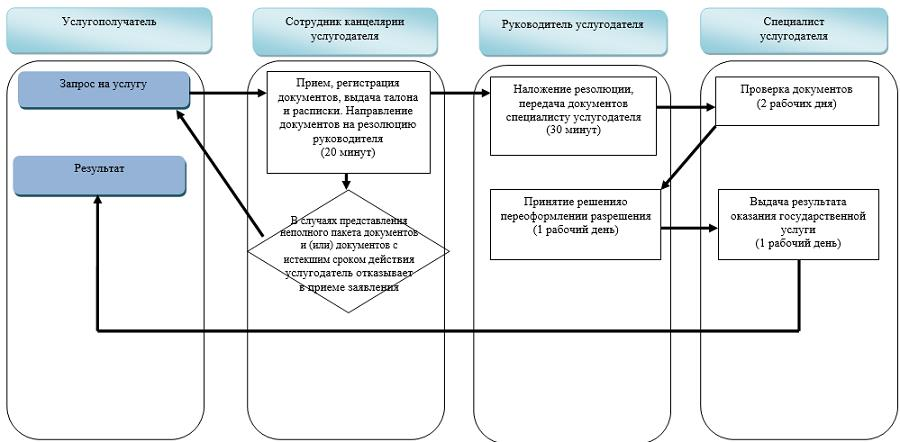 Услугополучатель
Сотрудник канцелярии
услугодателя
Руководитель услугодателя
Специалист
услугодателя
Запрос на услугу
Результат
Прием, регистрация
документов, выдача талона
и расписки. Направление
документов на резолюцию
руководителя
(20 минут)
В случаях представления
неполного пакета документов
и (или) документов с
истекшим сроком действия
услугодатель отказывает
в приеме заявления
Наложение резолюции,
передача документов
специалисту услугодателя
(30 минут)
Принятие решенияо
переоформлении разрешения
(1 рабочий день)
Проверка документов
(2 рабочих дня)
Выдача результата
оказания государственной
услуги
(1 рабочий день)